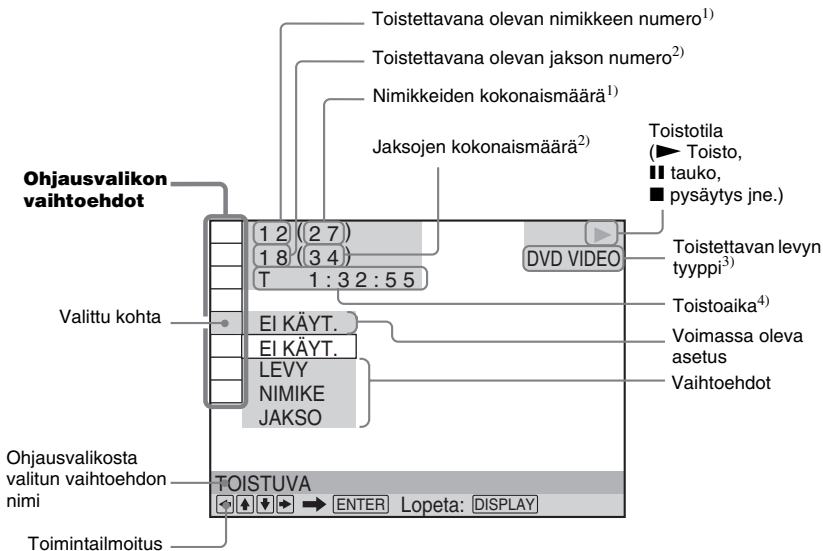 Toistettavana olevan nimikkeen numero1)
Toistettavana olevan jakson numero2)
Nimikkeiden kokonaismäärä1)
Jaksojen kokonaismäärä2)
Toistotila
(▶ Toisto,
⏸ tauko,
■ pysäytys jne.)
Ohjausvalikon
vaihtoehdot
12(27)
18(34)
T 1:32:55
▶
DVD VIDEO
Toistettavan levyn
tyyppi3)
Toistoaika4)
Valittu kohta
EI KÄYT.
Voimassa oleva
asetus
EI KÄYT.
LEVY
NIMIKE
JAKSO
Vaihtoehdot
Ohjausvalikosta
valitun vaihtoehdon
nimi
TOISTUVA
←↑↓→ ➡ ENTER Lopeta: DISPLAY
Toimintailmoitus